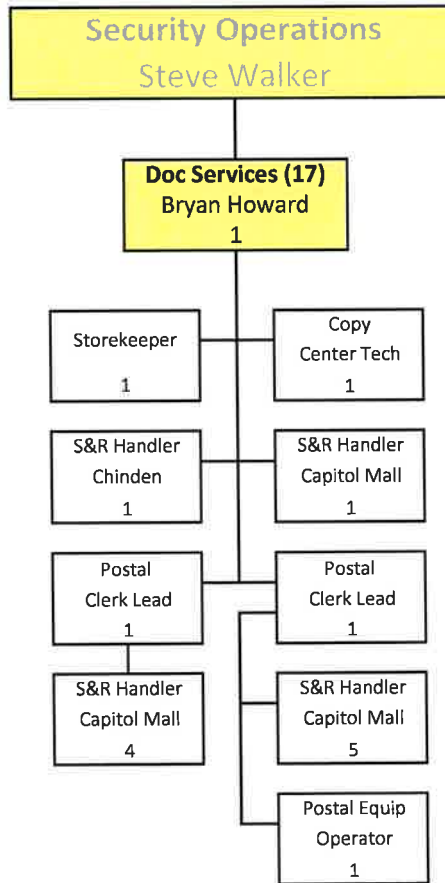 Security Operations
Steve Walker
Doc Services (17)
Bryan Howard
1
Storekeeper
1
Copy
Center Tech
1
S&R Handler
Chinden
1
S&R Handler
Capitol Mall
1
Postal
Clerk Lead
1
Postal
Clerk Lead
1
S&R Handler
Capitol Mall
4
S&R Handler
Capitol Mall
5
Postal Equip
Operator
1